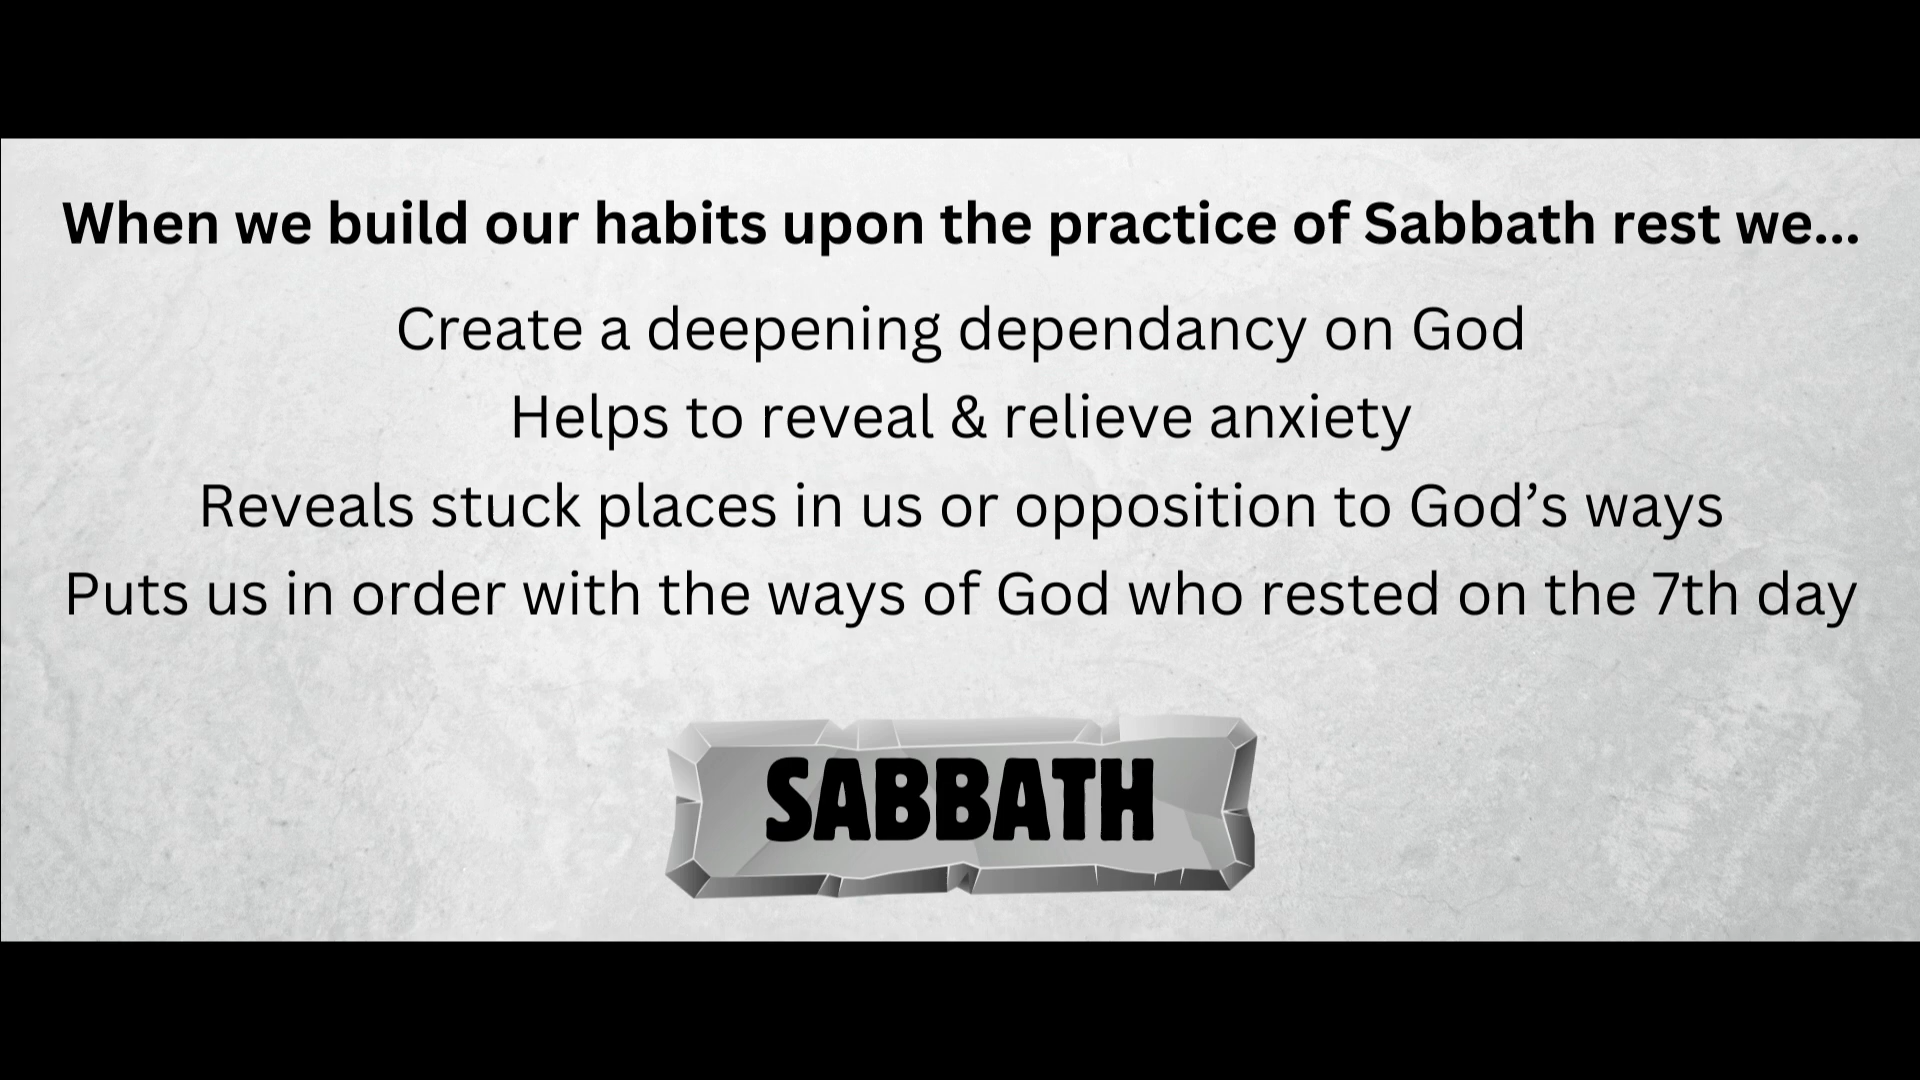 When we build our habits upon the practice of Sabbath rest we...
Create a deepening dependancy on God
Helps to reveal & relieve anxiety
Reveals stuck places in us or opposition to God’s ways
Puts us in order with the ways of God who rested on the 7th day
SABBATH